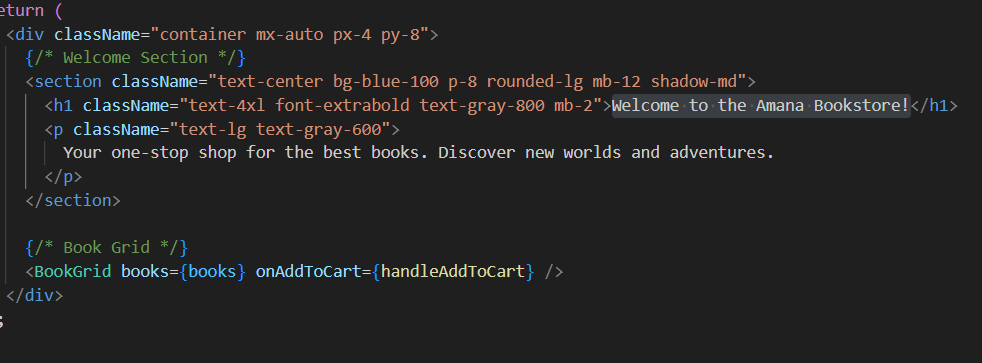 eturn (
<div className="container mx-auto px-4 py-8">
{/* Welcome Section */}
<section className="text-center bg-blue-100 p-8 rounded-lg mb-12 shadow-md">
<h1 className="text-4xl font-extrabold text-gray-800 mb-2">Welcome to the Amana Bookstore!</h1>
<p className="text-lg text-gray-600">
Your one-stop shop for the best books. Discover new worlds and adventures.
</p>
</section>
{/* Book Grid */}
<BookGrid books={books} onAddToCart={handleAddToCart} />
</div>
;